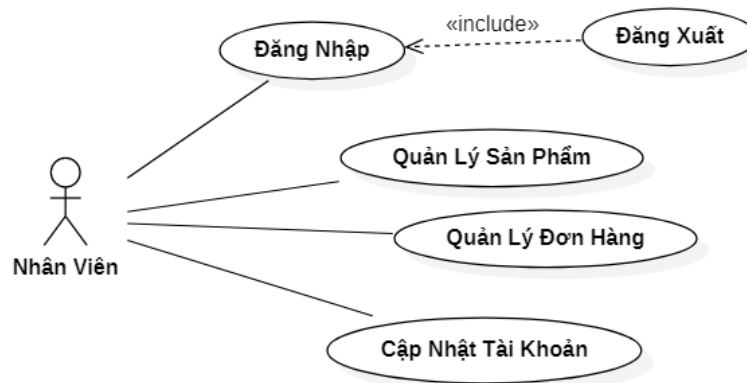 «include»
Đăng Nhập
Đăng Xuất
Quản Lý Sản Phẩm
Quản Lý Đơn Hàng
Nhân Viên
Cập Nhật Tài Khoản